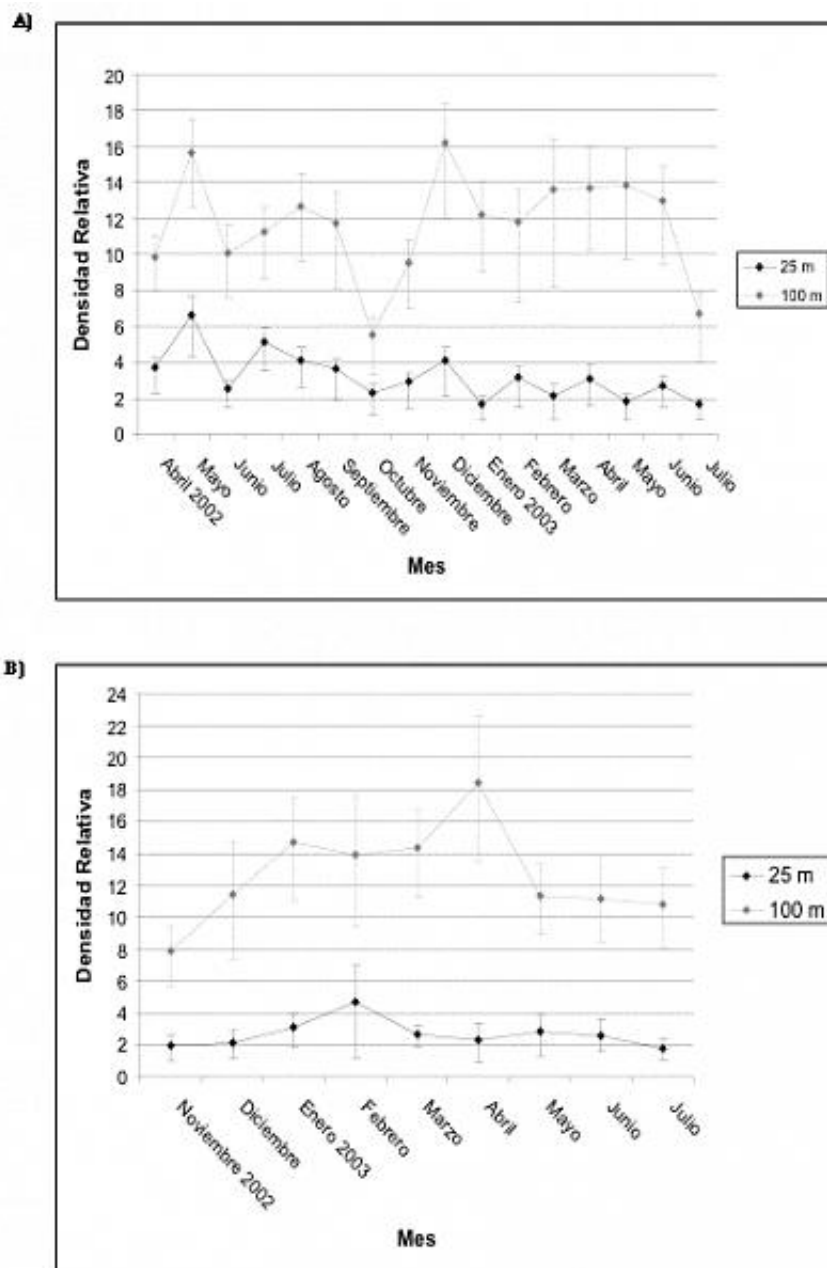 A)
20
18
16
14
12
10
8
6
4
2
0
Densidad Relativa
Abril 2002
Mayo
Junio
Julio
Agosto
Septiembre
Octubre
Noviembre
Diciembre
Enero 2003
Febrero
Marzo
Abril
Mayo
Junio
Julio
Mes
25 m
100 m
B)
24
22
20
18
16
14
12
10
8
6
4
2
0
Densidad Relativa
Noviembre 2002
Diciembre
Enero 2003
Febrero
Marzo
Abril
Mayo
Junio
Julio
Mes
25 m
100 m